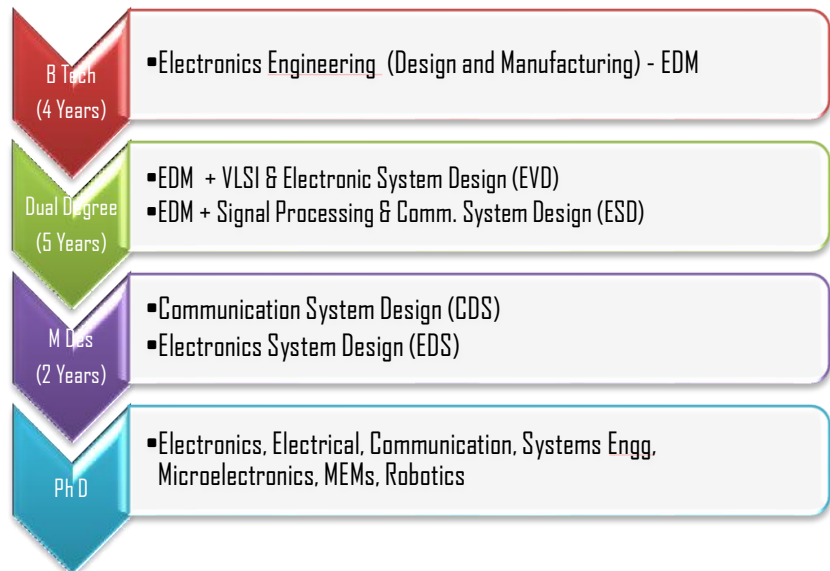 B Tech
(4 Years)
▪Electronics Engineering (Design and Manufacturing) - EDM
Dual Degree
(5 Years)
▪EDM + VLSI & Electronic System Design (EVD)
▪EDM + Signal Processing & Comm. System Design (ESD)
M Des
(2 Years)
▪Communication System Design (CDS)
▪Electronics System Design (EDS)
Ph D
▪Electronics, Electrical, Communication, Systems Engg,
Microelectronics, MEMs, Robotics